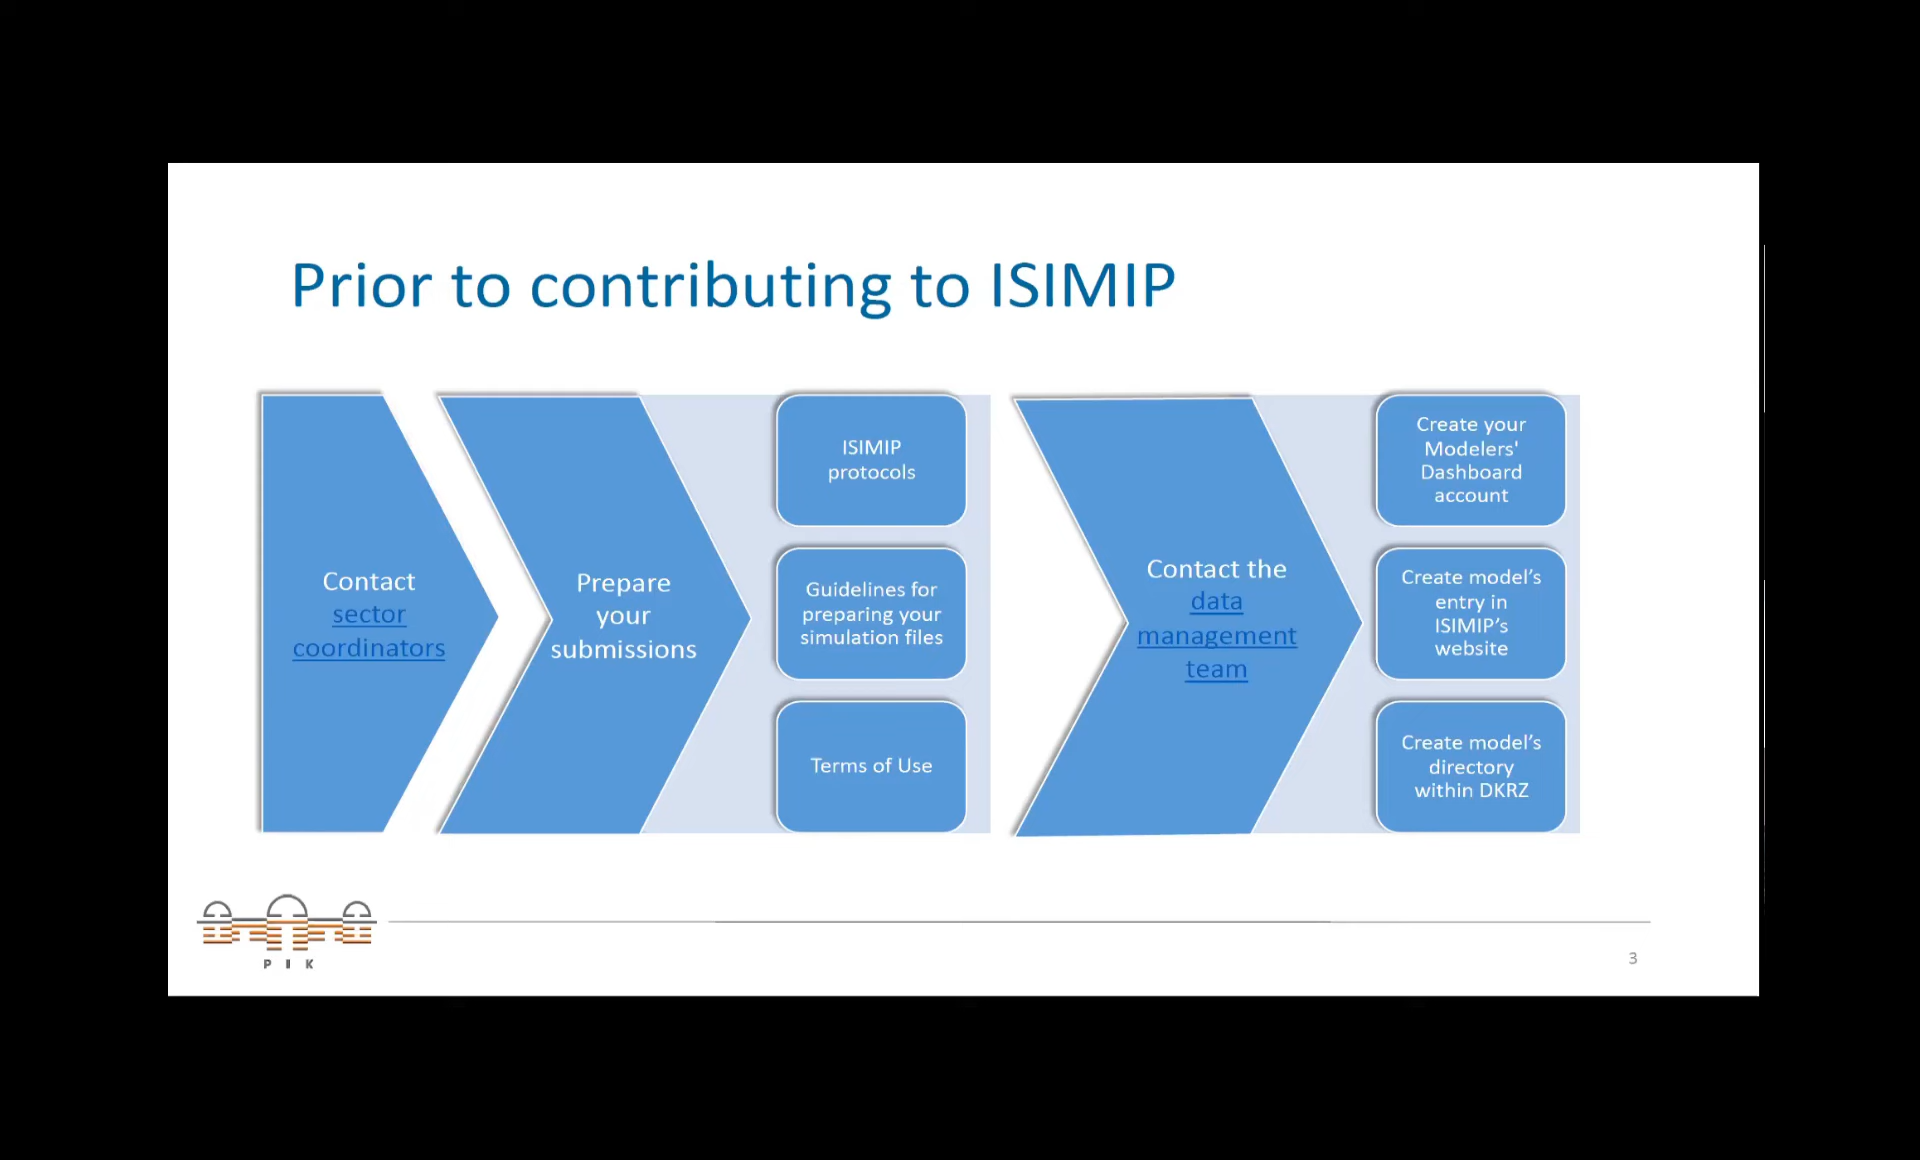 Prior to contributing to ISIMIP
Contact
sector
coordinators
Prepare
your
submissions
ISIMIP
protocols
Guidelines for
preparing your
simulation files
Terms of Use
Contact the
data
management
team
Create your
Modelers'
Dashboard
account
Create model’s
entry in
ISIMIP’s
website
Create model’s
directory
within DKRZ
P I K
3